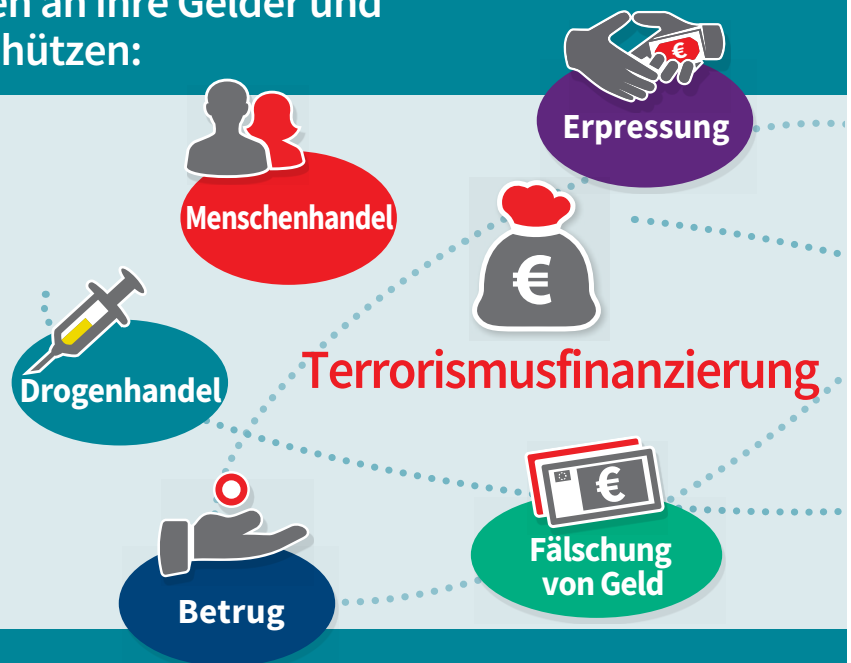 en an Ihre Gelder und
hützen:
Erpressung
€
Menschenhandel
€
Terrorismusfinanzierung
Drogenhandel
€
Fälschung
von Geld
Betrug